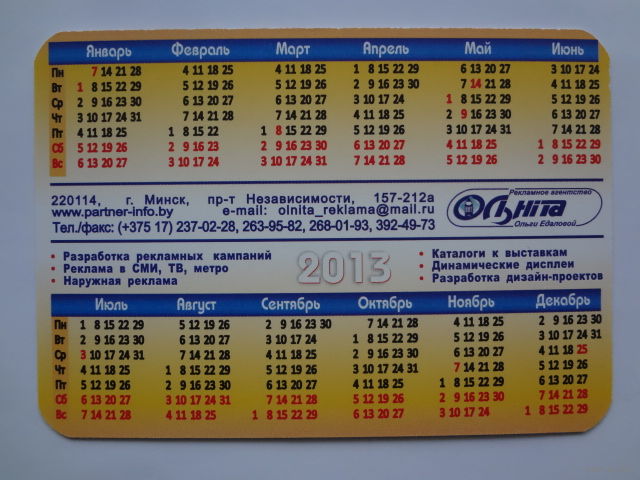 Январь Февраль Март Апрель Май Июнь
Пн 7 14 21 28 4 11 18 25 4 11 18 25 1 8 15 22 29 6 13 20 27 3 10 17 24
Вт 1 8 15 22 29 5 12 19 26 5 12 19 26 2 9 16 23 30 7 14 21 28 4 11 18 25
Ср 2 9 16 23 30 6 13 20 27 6 13 20 27 3 10 17 24 1 8 15 22 29 5 12 19 26
Чт 3 10 17 24 31 7 14 21 28 7 14 21 28 4 11 18 25 2 9 16 23 30 6 13 20 27
Пт 4 11 18 25 1 8 15 22 1 8 15 22 29 5 12 19 26 3 10 17 24 31 7 14 21 28
Сб 5 12 19 26 2 9 16 23 2 9 16 23 30 6 13 20 27 4 11 18 25 1 8 15 22 29
Вс 6 13 20 27 3 10 17 24 3 10 17 24 31 7 14 21 28 5 12 19 26 2 9 16 23 30
220114, г. Минск, пр-т Независимости, 157-212а
www.partner-info.by e-mail: olnita_reklama@mail.ru
Тел./факс: (+375 17) 237-02-28, 263-95-82, 268-01-93, 392-49-73
Рекламное агентство
Ольнита
Ольги Едаловой
• Разработка рекламных кампаний
• Реклама в СМИ, ТВ, метро
• Наружная реклама
2013
• Каталоги к выставкам
• Динамические дисплеи
• Разработка дизайн-проектов
Июль Август Сентябрь Октябрь Ноябрь Декабрь
Пн 1 8 15 22 29 5 12 19 26 2 9 16 23 30 7 14 21 28 4 11 18 25 2 9 16 23 30
Вт 2 9 16 23 30 6 13 20 27 3 10 17 24 1 8 15 22 29 5 12 19 26 3 10 17 24 31
Ср 3 10 17 24 31 7 14 21 28 4 11 18 25 2 9 16 23 30 6 13 20 27 4 11 18 25
Чт 4 11 18 25 1 8 15 22 29 5 12 19 26 3 10 17 24 31 7 14 21 28 5 12 19 26
Пт 5 12 19 26 2 9 16 23 30 6 13 20 27 4 11 18 25 1 8 15 22 29 6 13 20 27
Сб 6 13 20 27 3 10 17 24 31 7 14 21 28 5 12 19 26 2 9 16 23 30 7 14 21 28
Вс 7 14 21 28 4 11 18 25 1 8 15 22 29 6 13 20 27 3 10 17 24 1 8 15 22 29